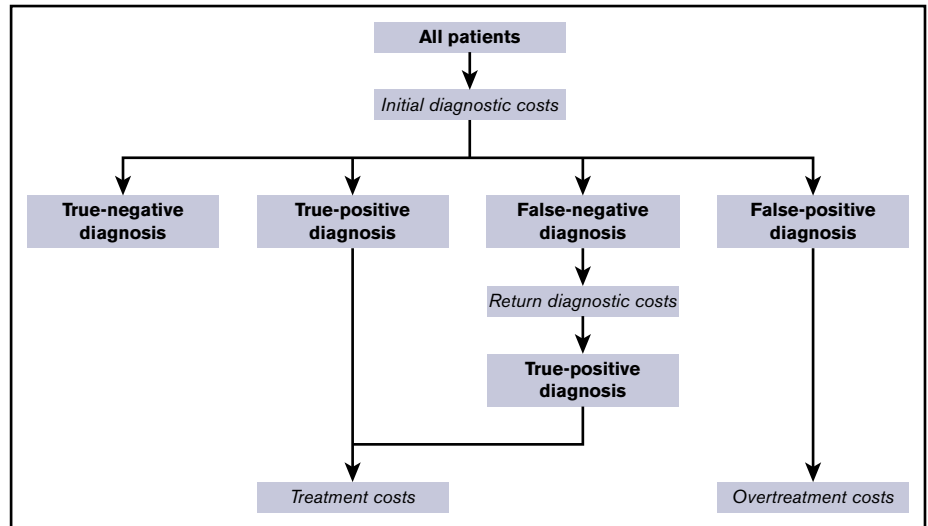 All patients
Initial diagnostic costs
True-negative
diagnosis
True-positive
diagnosis
False-negative
diagnosis
False-positive
diagnosis
Return diagnostic costs
True-positive
diagnosis
Treatment costs
Overtreatment costs